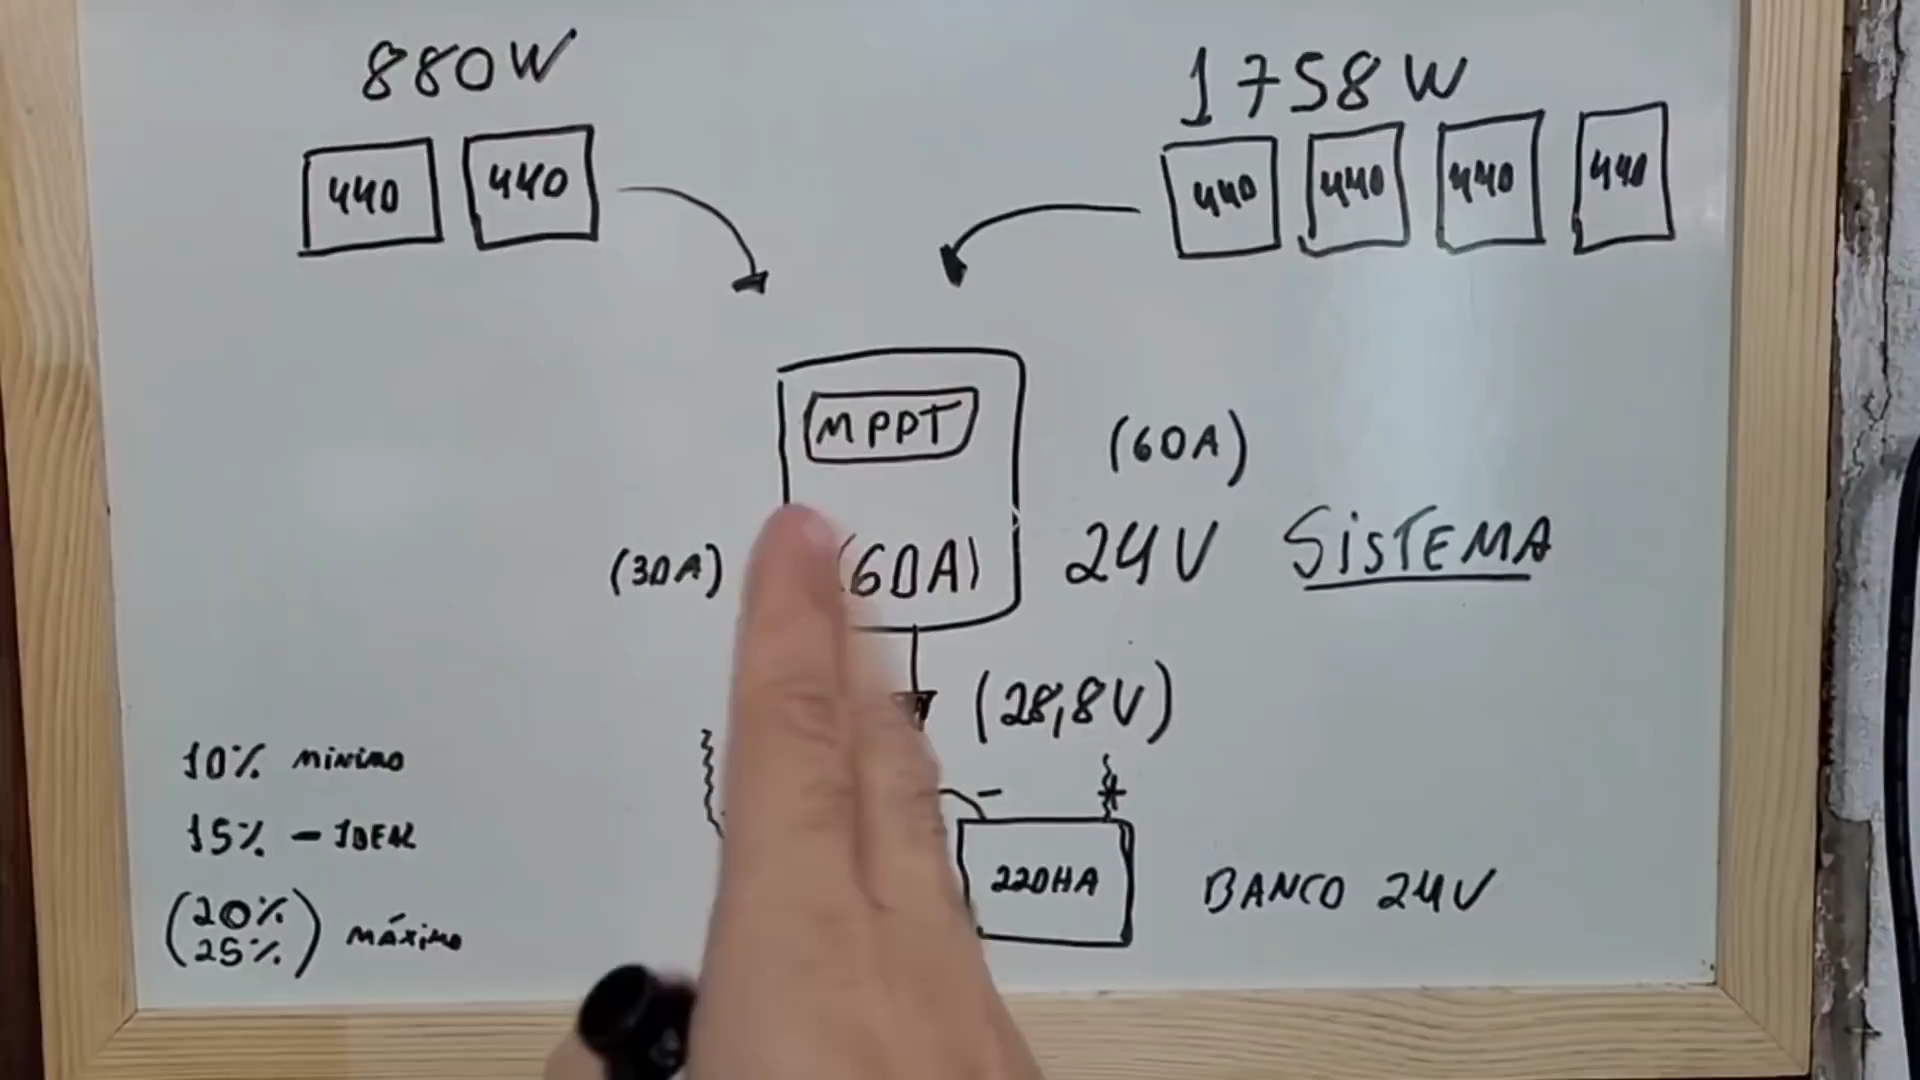 880W
1758W
440 440
440 440 440 440
MPPT
(60A)
(30A)
(60A)
24V SiSTEMA
(28,8V)
10% MiNiMO
- +
15% - IDEAL
220HA
BANCO 24V
(20%
25%) MÁXiMO